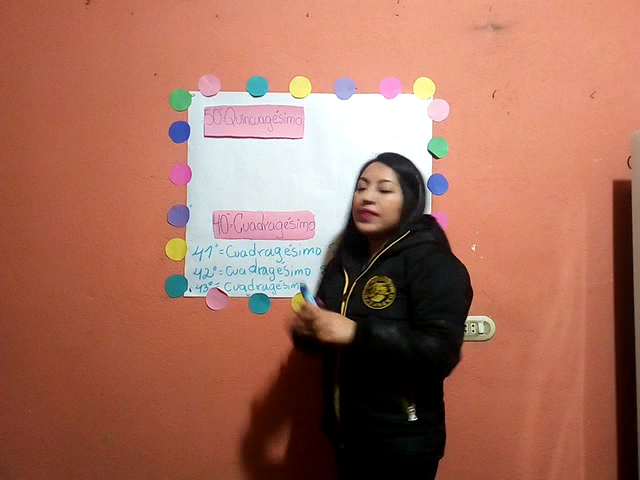 50° Quincuagésimo
40°-Cuadragésimo
41° = Cuadragésimo
42° = Cuadragésimo
43° = Cuadragésimo